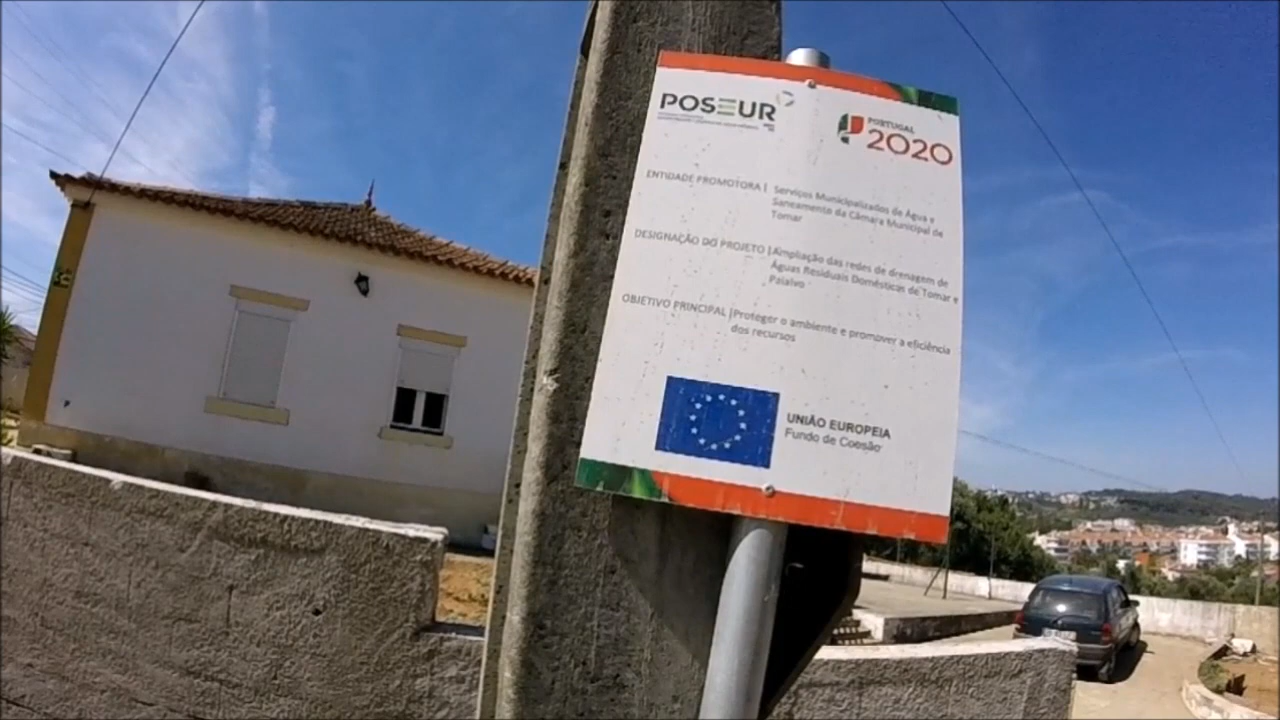 POSEUR
PORTUGAL
2020
ENTIDADE PROMOTORA | Serviços Municipalizados de Água e
Saneamento da Câmara Municipal de
Tomar
DESIGNAÇÃO DO PROJETO | Ampliação das redes de drenagem de
Águas Residuais Domésticas de Tomar e
Paialvo
OBJETIVO PRINCIPAL | Proteger o ambiente e promover a eficiência
dos recursos
UNIÃO EUROPEIA
Fundo de Coesão